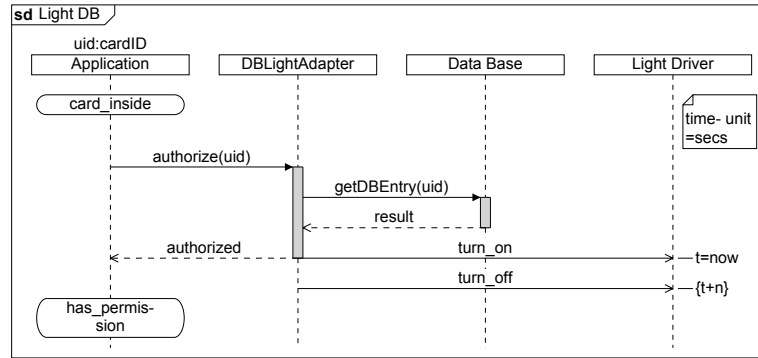 sd Light DB
uid:cardID
Application
DBLightAdapter
Data Base
Light Driver
card_inside
time- unit
=secs
authorize(uid)
getDBEntry(uid)
result
authorized
turn_on
t=now
turn_off
{t+n}
has_permis-
sion